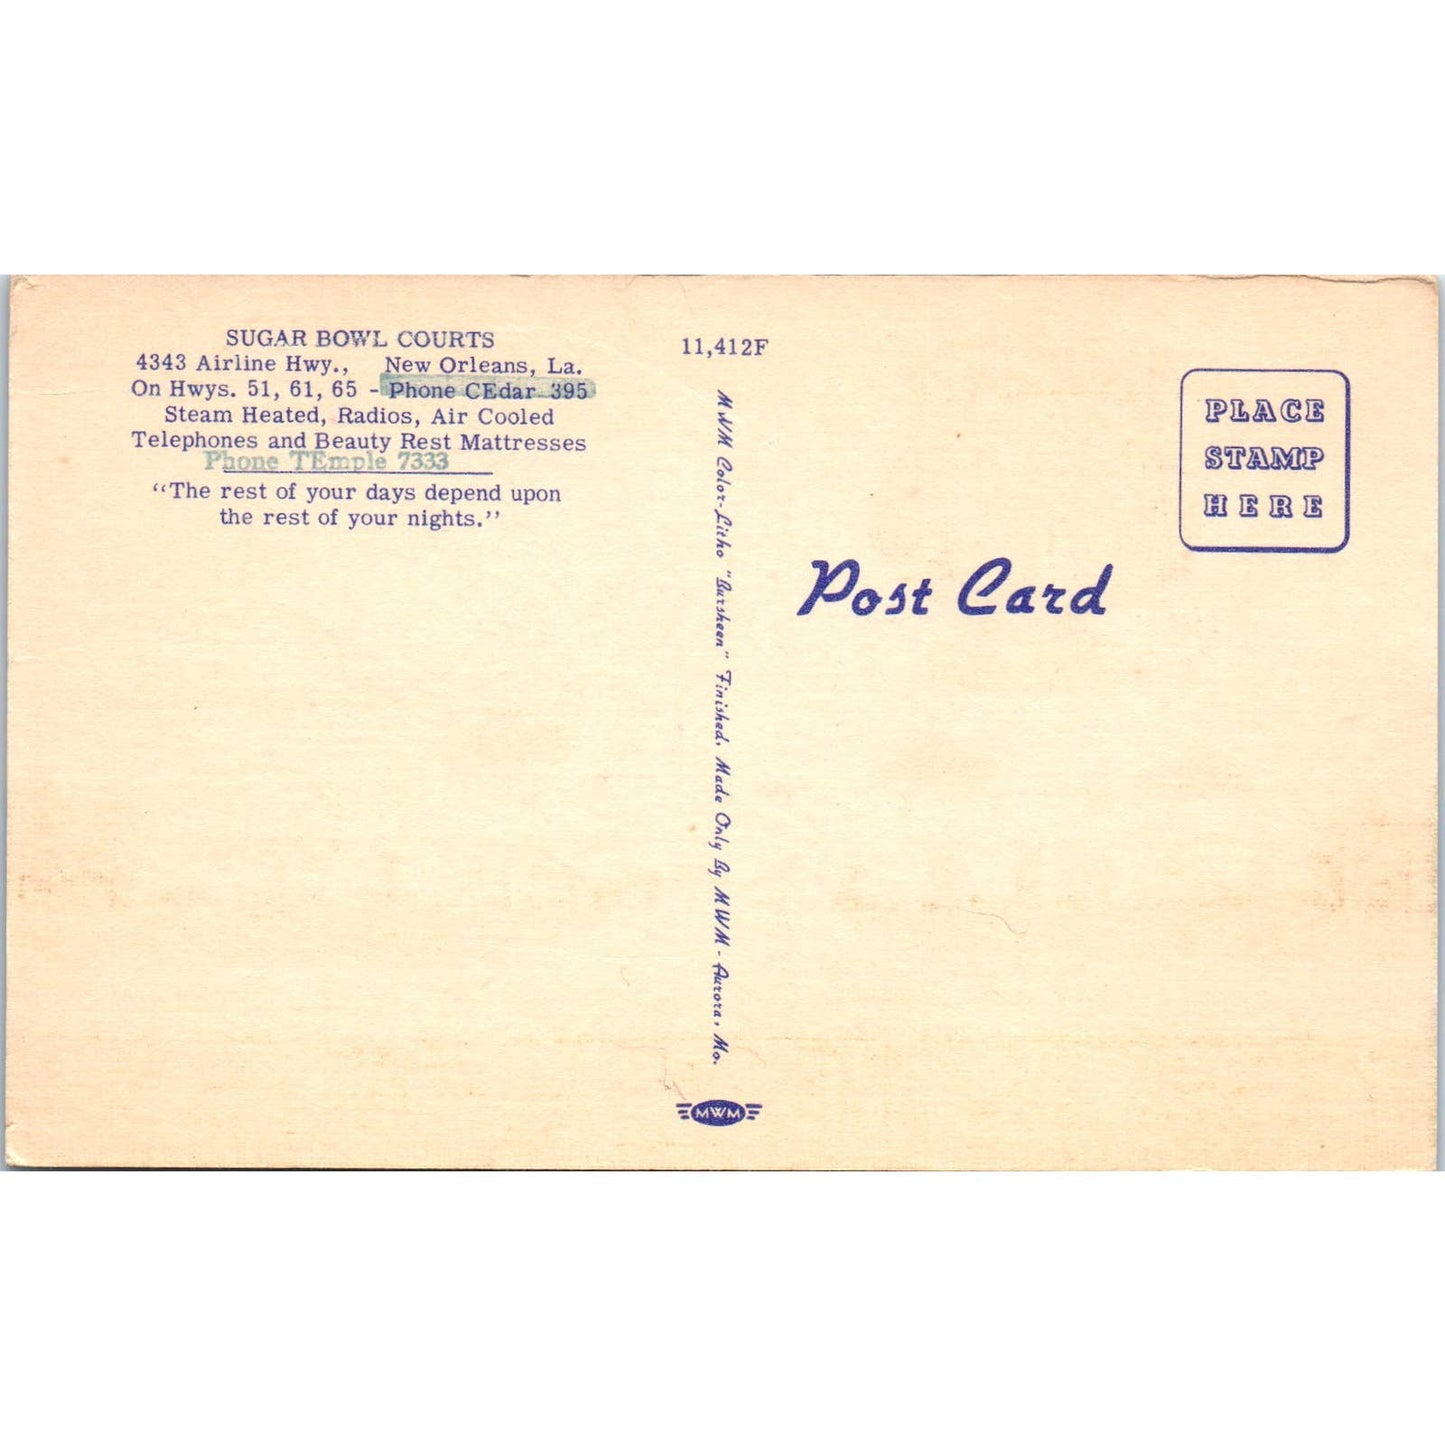 SUGAR BOWL COURTS
4343 Airline Hwy., New Orleans, La.
On Hwys. 51, 61, 65 - Phone CEdar 395
Steam Heated, Radios, Air Cooled
Telephones and Beauty Rest Mattresses
Phone TEmple 7333
“The rest of your days depend upon
the rest of your nights.”
11,412F
MWM Color-Litho "Bursheen" Finished, Made Only By MWM - Aurora, Mo.
MWM
PLACE
STAMP
HERE
Post Card